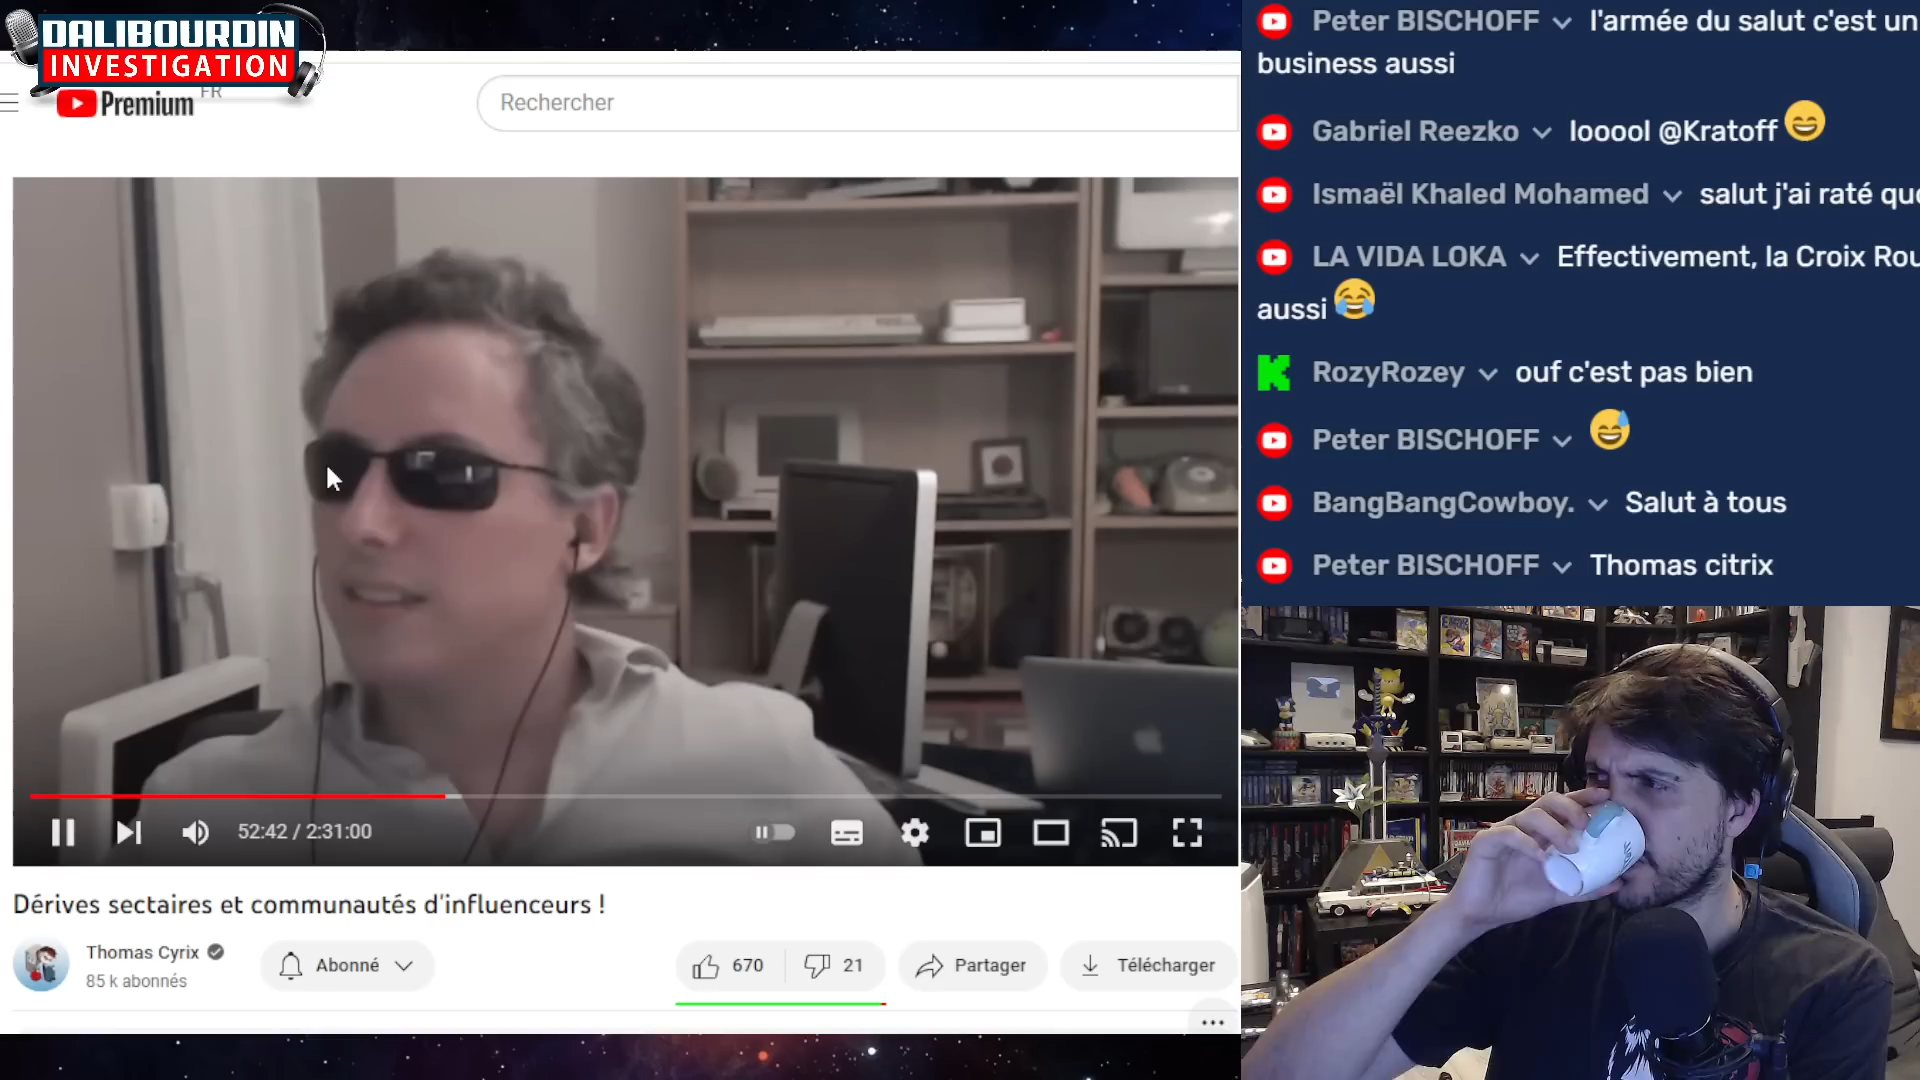 DALIBOURDIN
INVESTIGATION
FR
Premium
Rechercher
52:42 / 2:31:00
Dérives sectaires et communautés d'influenceurs !
Thomas Cyrix
85 k abonnés
Abonné
670
21
Partager
Télécharger
Peter BISCHOFF l'armée du salut c'est un
business aussi
Gabriel Reezko looool @Kratoff
Ismaël Khaled Mohamed salut j'ai raté quo
LA VIDA LOKA Effectivement, la Croix Rou
aussi
RozyRozey ouf c'est pas bien
Peter BISCHOFF
BangBangCowboy. Salut à tous
Peter BISCHOFF Thomas citrix